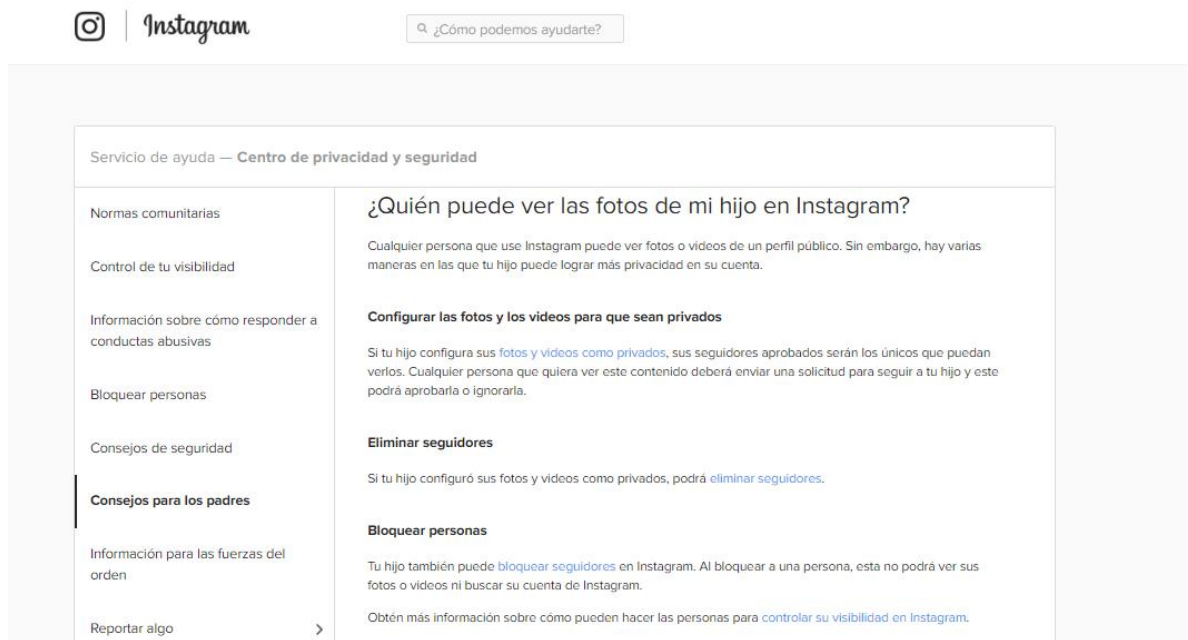 Instagram
¿Cómo podemos ayudarte?
Servicio de ayuda — Centro de privacidad y seguridad
Normas comunitarias
Control de tu visibilidad
Información sobre cómo responder a
conductas abusivas
Bloquear personas
Consejos de seguridad
Consejos para los padres
Información para las fuerzas del
orden
Reportar algo
¿Quién puede ver las fotos de mi hijo en Instagram?
Cualquier persona que use Instagram puede ver fotos o videos de un perfil público. Sin embargo, hay varias
maneras en las que tu hijo puede lograr más privacidad en su cuenta.
Configurar las fotos y los videos para que sean privados
Si tu hijo configura sus fotos y videos como privados, sus seguidores aprobados serán los únicos que puedan
verlos. Cualquier persona que quiera ver este contenido deberá enviar una solicitud para seguir a tu hijo y este
podrá aprobarla o ignorarla.
Eliminar seguidores
Si tu hijo configuró sus fotos y videos como privados, podrá eliminar seguidores.
Bloquear personas
Tu hijo también puede bloquear seguidores en Instagram. Al bloquear a una persona, esta no podrá ver sus
fotos o videos ni buscar su cuenta de Instagram.
Obtén más información sobre cómo pueden hacer las personas para controlar su visibilidad en Instagram.